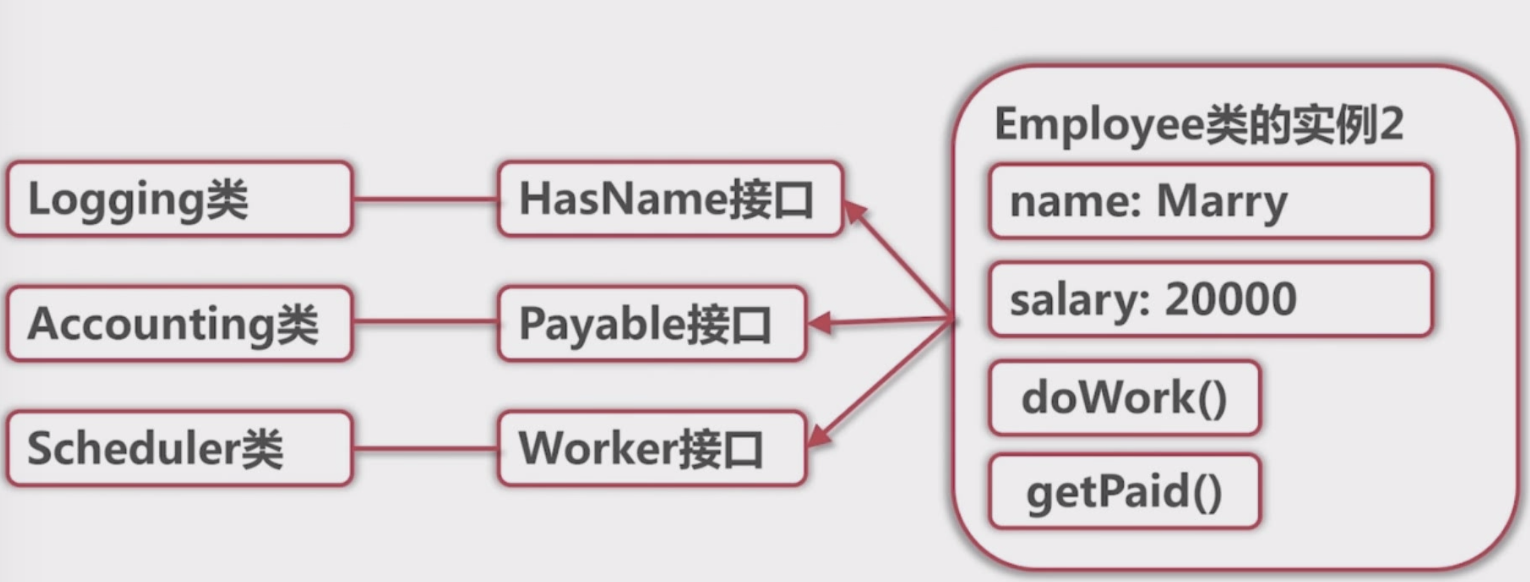 Employee类的实例2
Logging类
HasName接口
name: Marry
Accounting类
Payable接口
salary: 20000
Scheduler类
Worker接口
doWork()
getPaid()